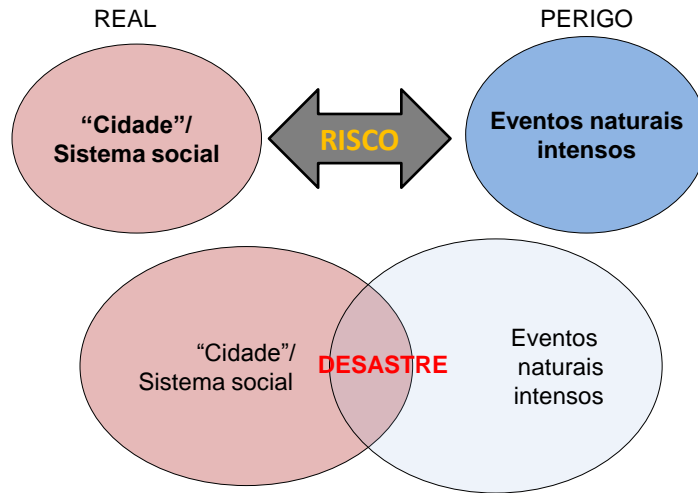 REAL
PERIGO
“Cidade”/
Sistema social
RISCO
Eventos naturais
intensos
“Cidade”/
Sistema social
DESASTRE
Eventos
naturais
intensos